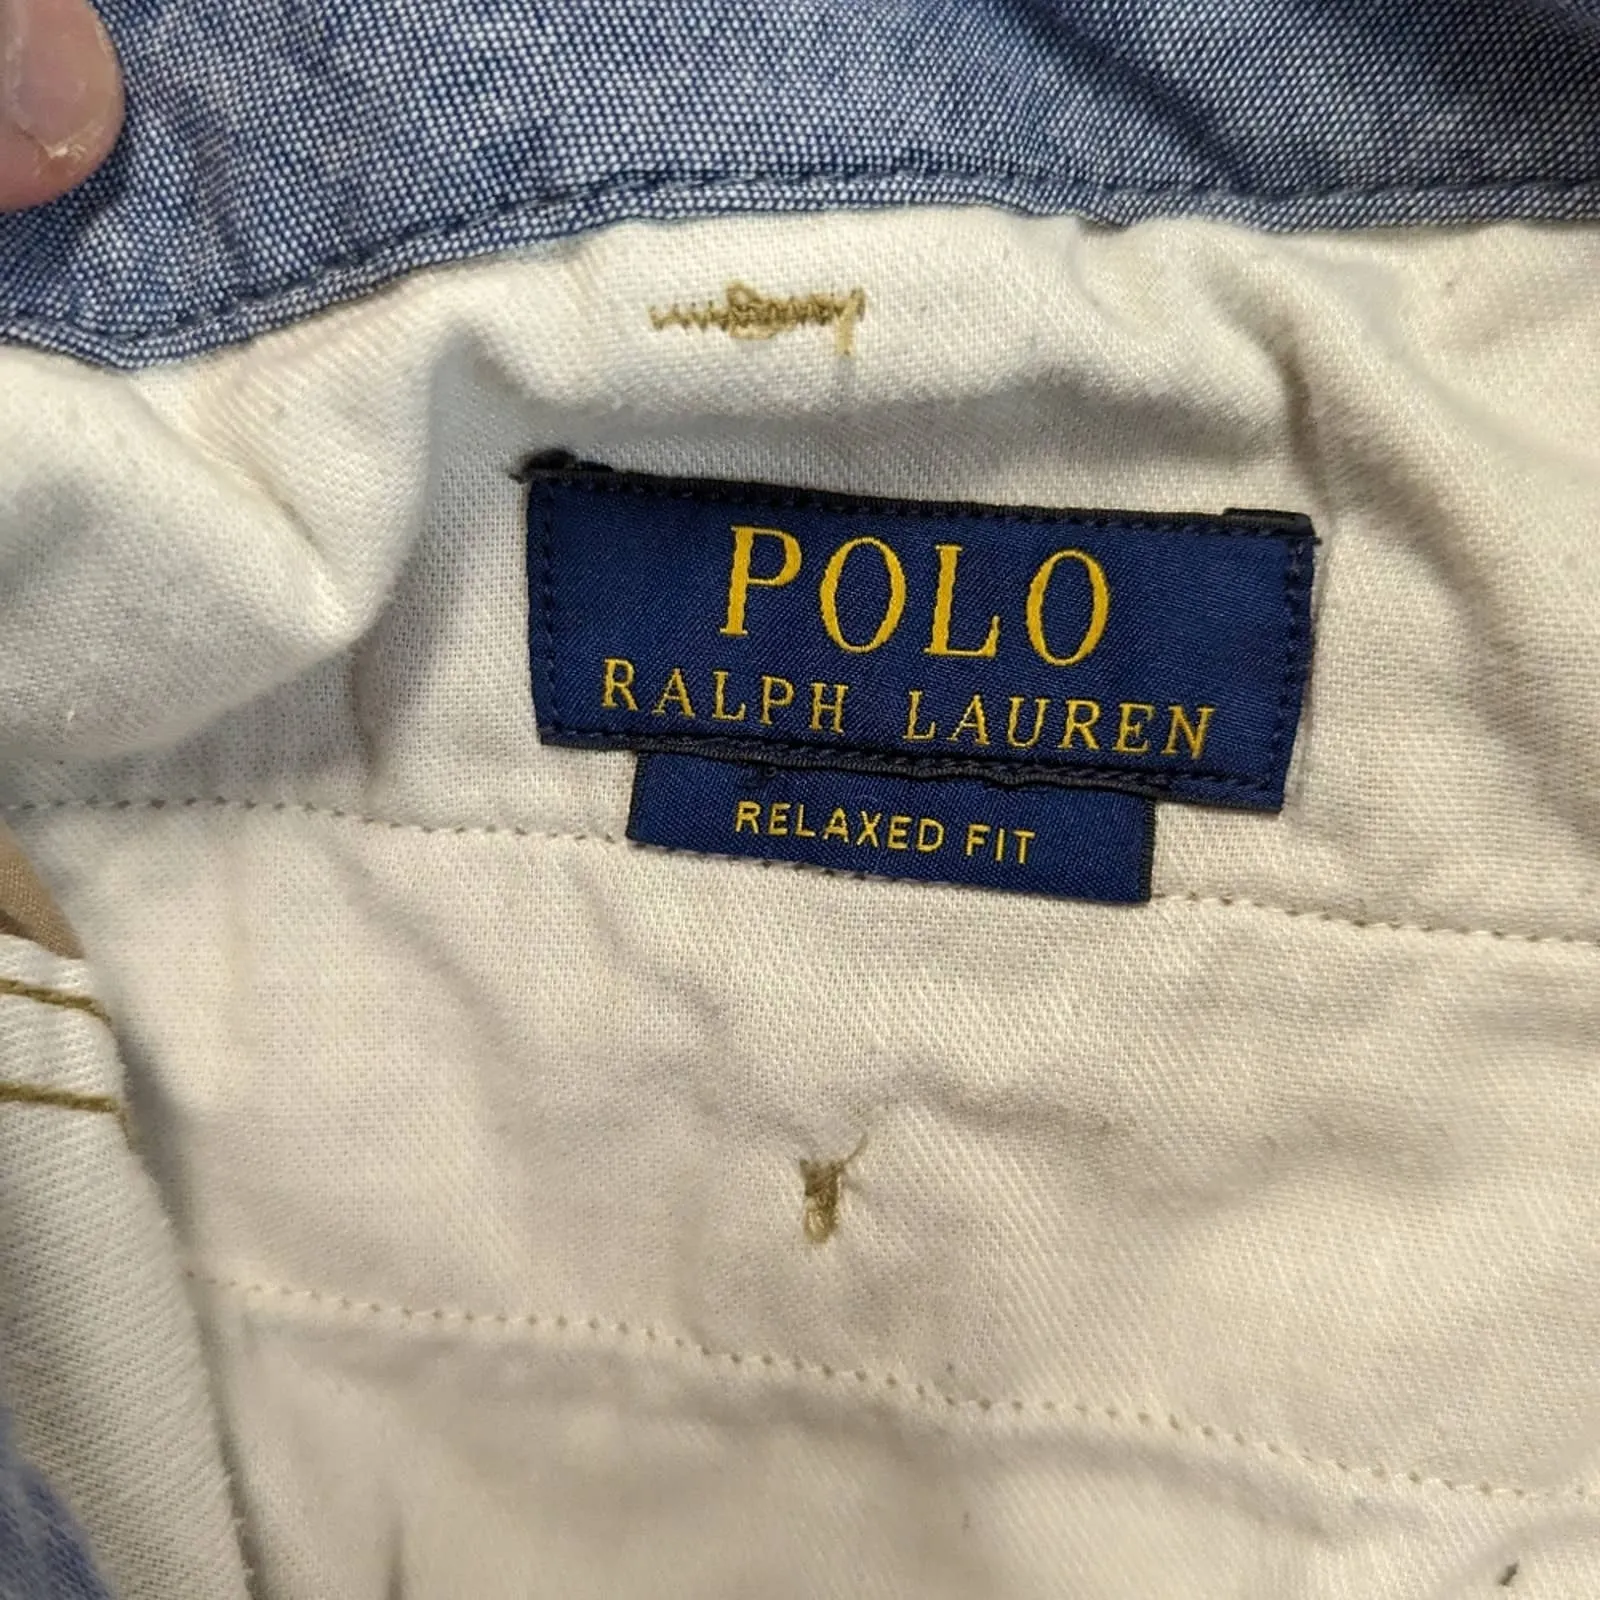 POLO
RALPH LAUREN
RELAXED FIT